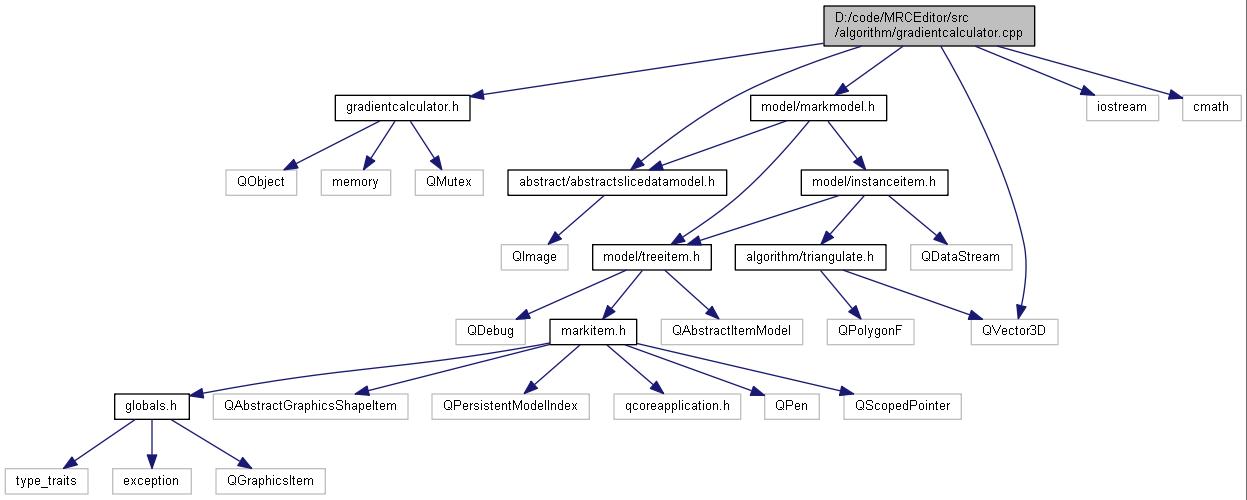 D:/code/MRCEditor/src
/algorithm/gradientcalculator.cpp
gradientcalculator.h
model/markmodel.h
iostream
cmath
QObject
memory
QMutex
abstract/abstractslicedatamodel.h
model/instanceitem.h
QImage
model/treeitem.h
algorithm/triangulate.h
QDataStream
QDebug
markitem.h
QAbstractItemModel
QPolygonF
QVector3D
globals.h
QAbstractGraphicsShapeItem
QPersistentModelIndex
qcoreapplication.h
QPen
QScopedPointer
type_traits
exception
QGraphicsItem